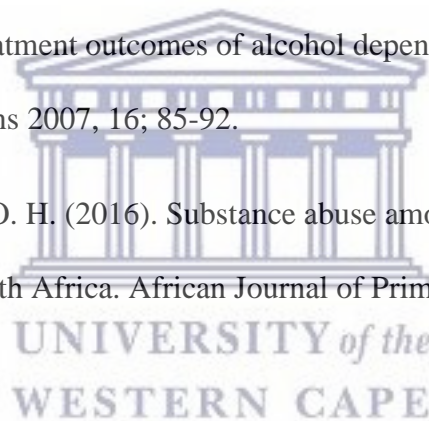 atment outcomes of alcohol depen
ns 2007, 16; 85-92.
D. H. (2016). Substance abuse amo
th Africa. African Journal of Prim
UNIVERSITY of the
WESTERN CAPE